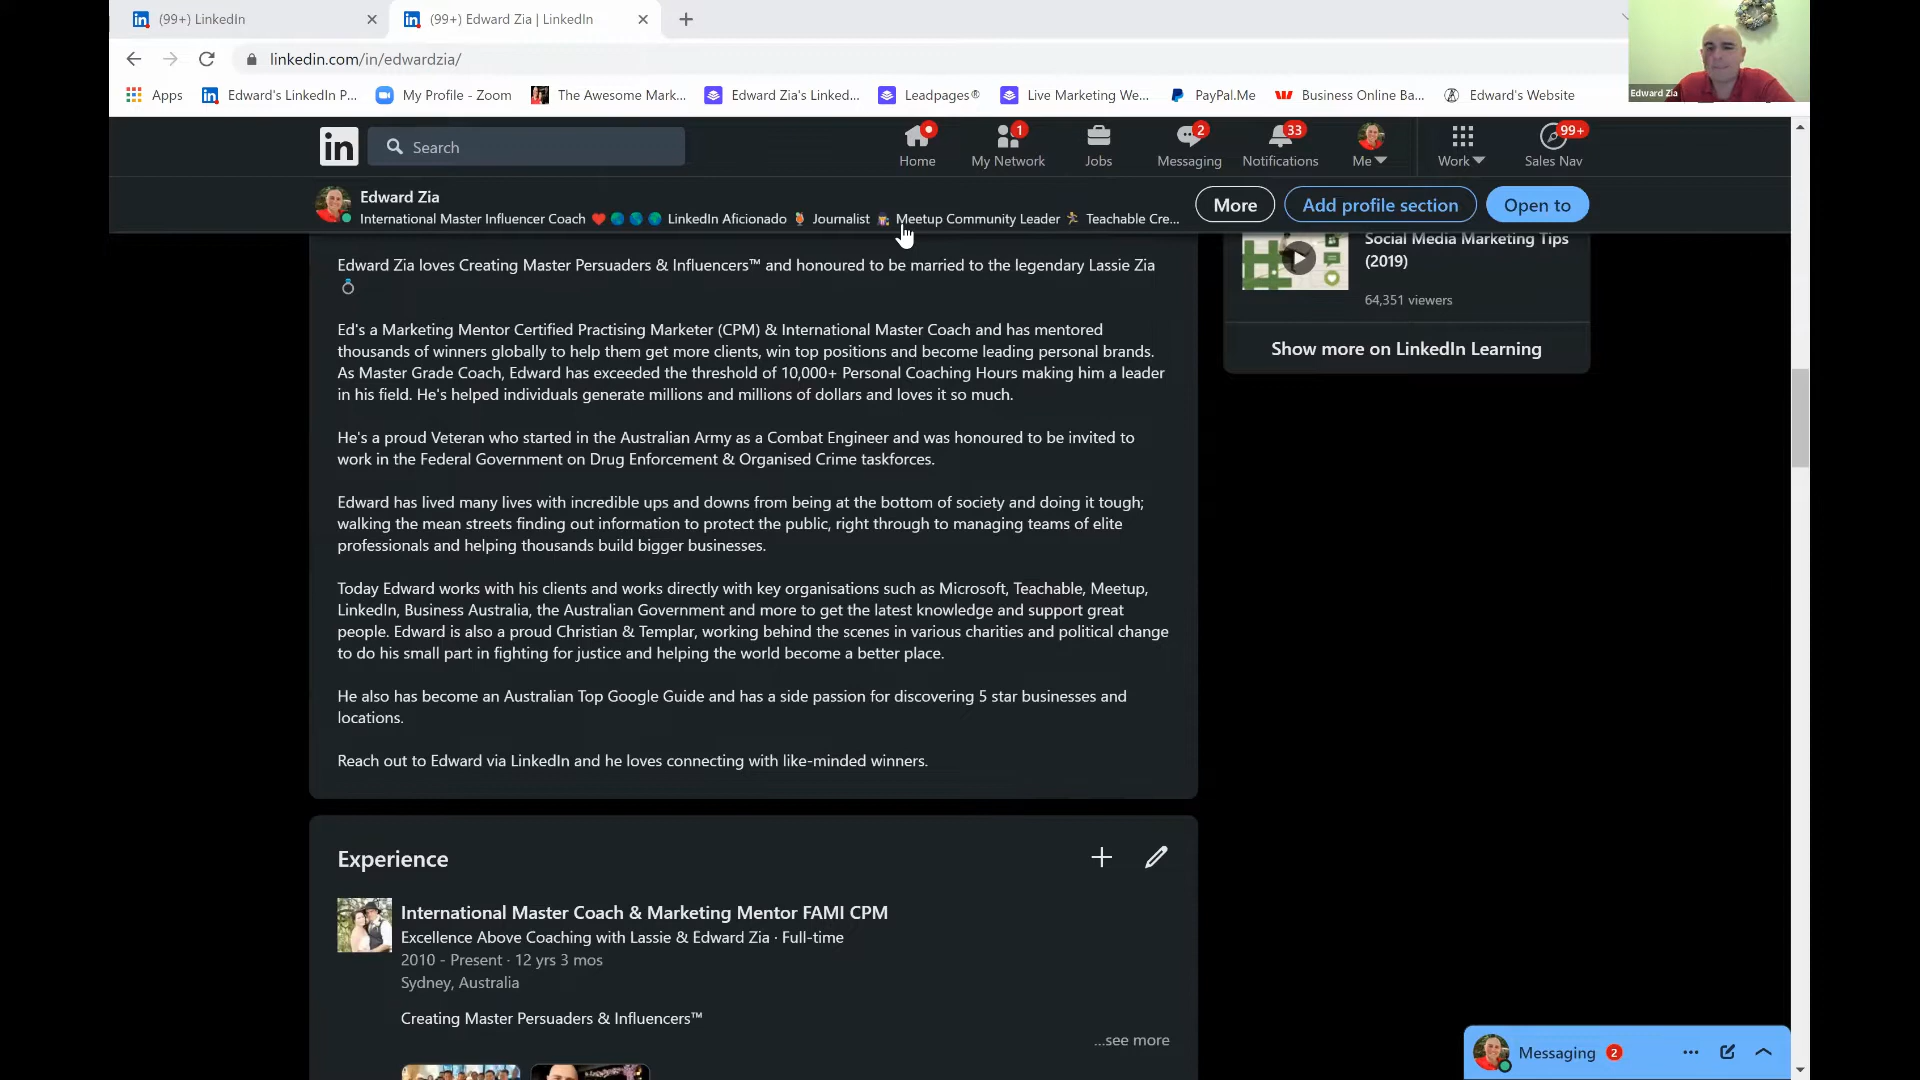 (99+) LinkedIn
(99+) Edward Zia | LinkedIn
linkedin.com/in/edwardzia/
Apps
Edward's LinkedIn P...
My Profile - Zoom
The Awesome Mark...
Edward Zia's Linked...
Leadpages®
Live Marketing We...
PayPal.Me
Business Online Ba...
Edward's Website
Edward Zia
in
Search
Home
1
My Network
Jobs
2
Messaging
33
Notifications
Me
Work
99+
Sales Nav
Edward Zia
International Master Influencer Coach ❤️ 🌏 🌎 🌍 LinkedIn Aficionado Journalist Meetup Community Leader Teachable Cre...
More
Add profile section
Open to
Edward Zia loves Creating Master Persuaders & Influencers™ and honoured to be married to the legendary Lassie Zia
💍
Ed's a Marketing Mentor Certified Practising Marketer (CPM) & International Master Coach and has mentored
thousands of winners globally to help them get more clients, win top positions and become leading personal brands.
As Master Grade Coach, Edward has exceeded the threshold of 10,000+ Personal Coaching Hours making him a leader
in his field. He's helped individuals generate millions and millions of dollars and loves it so much.
He's a proud Veteran who started in the Australian Army as a Combat Engineer and was honoured to be invited to
work in the Federal Government on Drug Enforcement & Organised Crime taskforces.
Edward has lived many lives with incredible ups and downs from being at the bottom of society and doing it tough;
walking the mean streets finding out information to protect the public, right through to managing teams of elite
professionals and helping thousands build bigger businesses.
Today Edward works with his clients and works directly with key organisations such as Microsoft, Teachable, Meetup,
LinkedIn, Business Australia, the Australian Government and more to get the latest knowledge and support great
people. Edward is also a proud Christian & Templar, working behind the scenes in various charities and political change
to do his small part in fighting for justice and helping the world become a better place.
He also has become an Australian Top Google Guide and has a side passion for discovering 5 star businesses and
locations.
Reach out to Edward via LinkedIn and he loves connecting with like-minded winners.
Social Media Marketing Tips
(2019)
64,351 viewers
Show more on LinkedIn Learning
Experience
International Master Coach & Marketing Mentor FAMI CPM
Excellence Above Coaching with Lassie & Edward Zia · Full-time
2010 - Present · 12 yrs 3 mos
Sydney, Australia
Creating Master Persuaders & Influencers™
...see more
Messaging 2